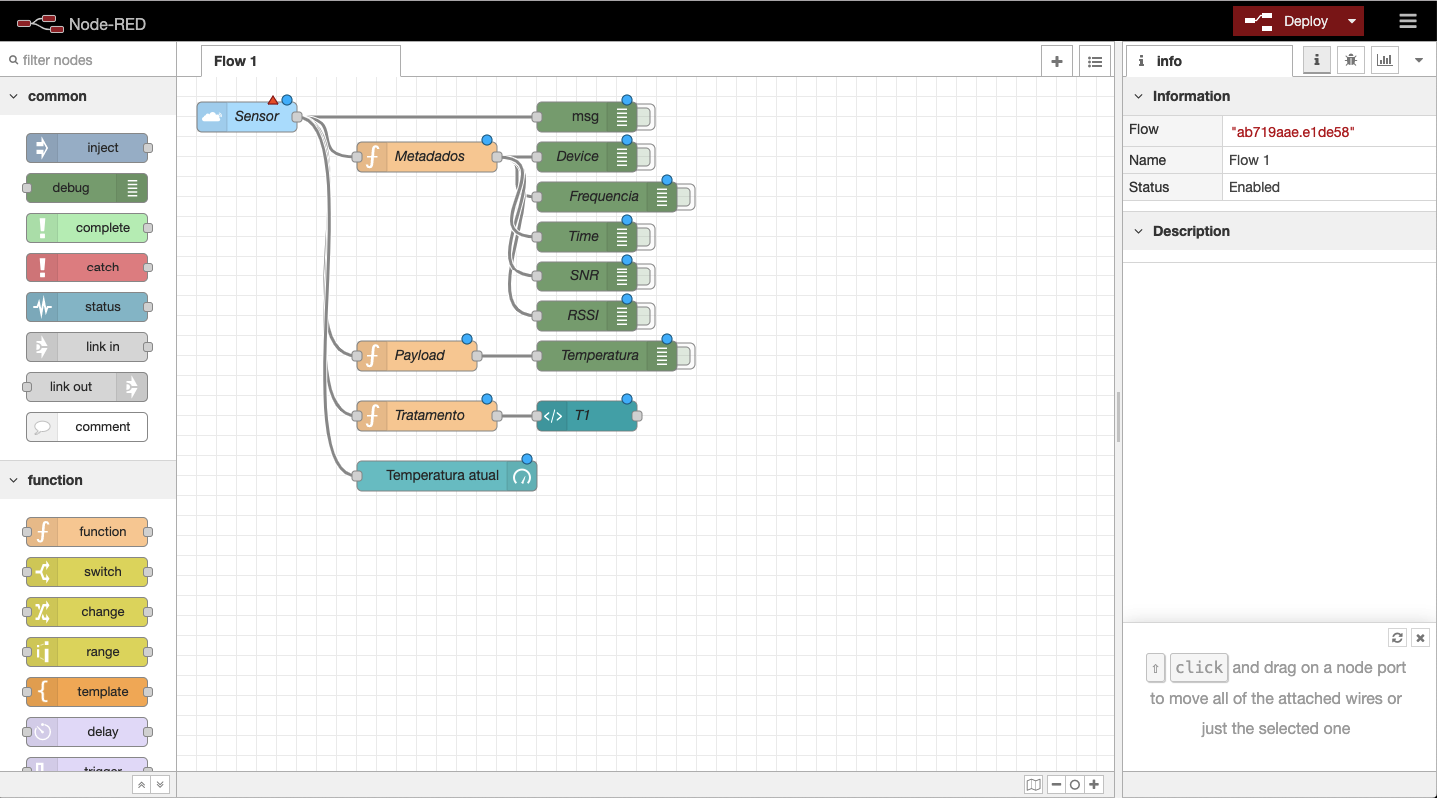 Node-RED
Deploy
filter nodes
Flow 1
i info
i
common
inject
debug
complete
catch
status
link in
link out
comment
function
function
switch
change
range
template
delay
trigger
Sensor
msg
Metadados
Device
Frequencia
Time
SNR
RSSI
Payload
Temperatura
Tratamento
</> T1
Temperatura atual
Information
Flow "ab719aae.e1de58"
Name Flow 1
Status Enabled
Description
⇧ click and drag on a node port
to move all of the attached wires or
just the selected one